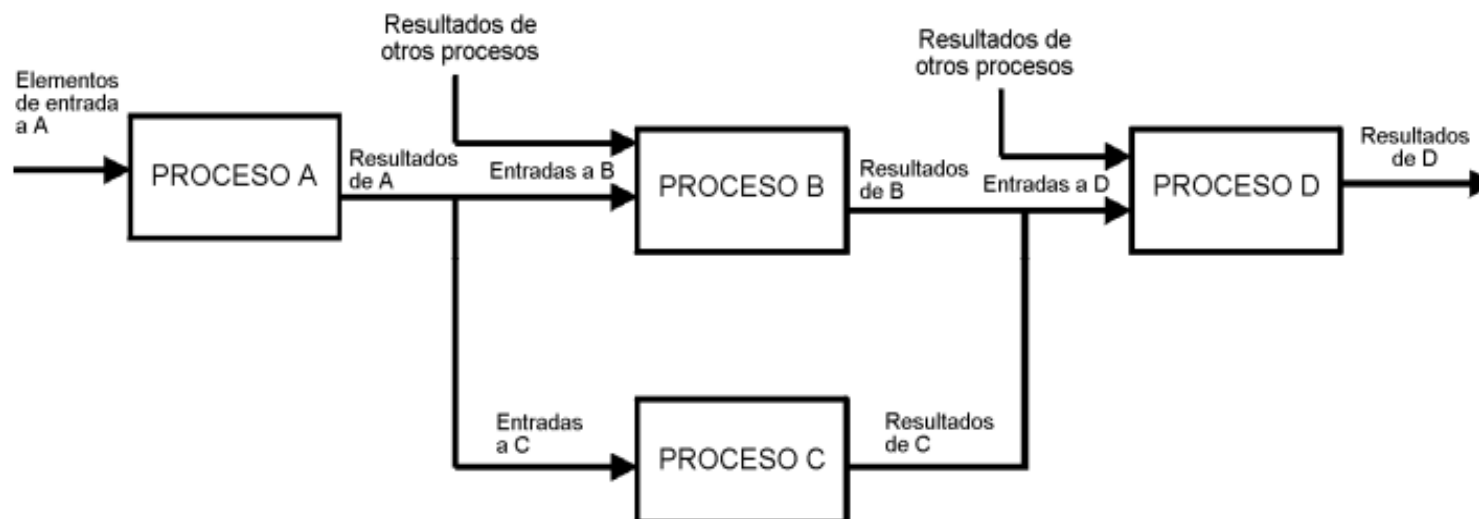 Resultados de
otros procesos
Resultados de
otros procesos
Elementos
de entrada
a A
PROCESO A
Resultados
de A
Entradas a B
PROCESO B
Resultados
de B
Entradas a D
PROCESO D
Resultados
de D
Entradas
a C
PROCESO C
Resultados
de C